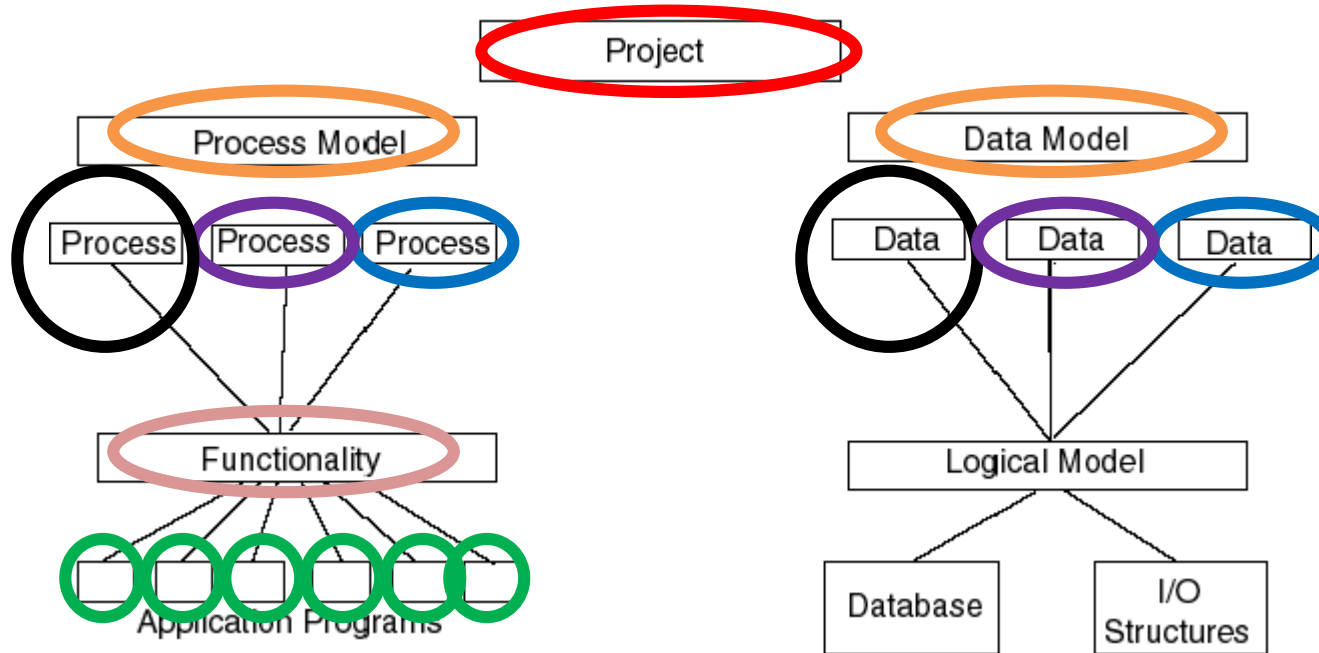 Project
Process Model
Data Model
Process
Process
Process
Data
Data
Data
Functionality
Logical Model
Application Programs
Database
I/O
Structures